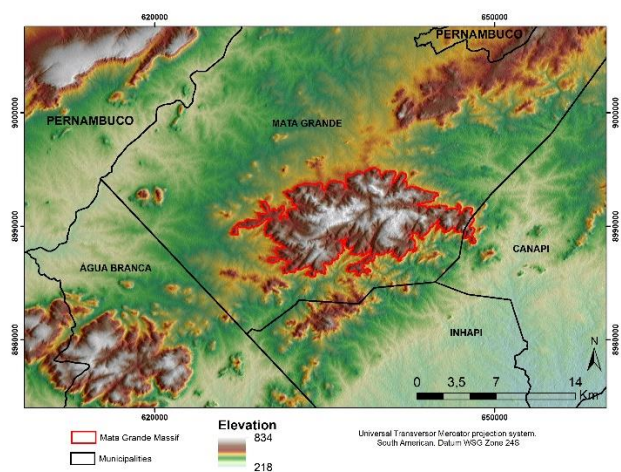 620000
650000
PERNAMBUCO
9000000
9000000
PERNAMBUCO
MATA GRANDE
8990000
8990000
CANAPI
ÁGUA BRANCA
INHAPI
8980000
8980000
N
0 3,5 7 14
Km
620000
650000
Mata Grande Massif
Municipalities
Elevation
834
218
Universal Transversor Mercator projection system.
South American. Datum WSG Zone 24S